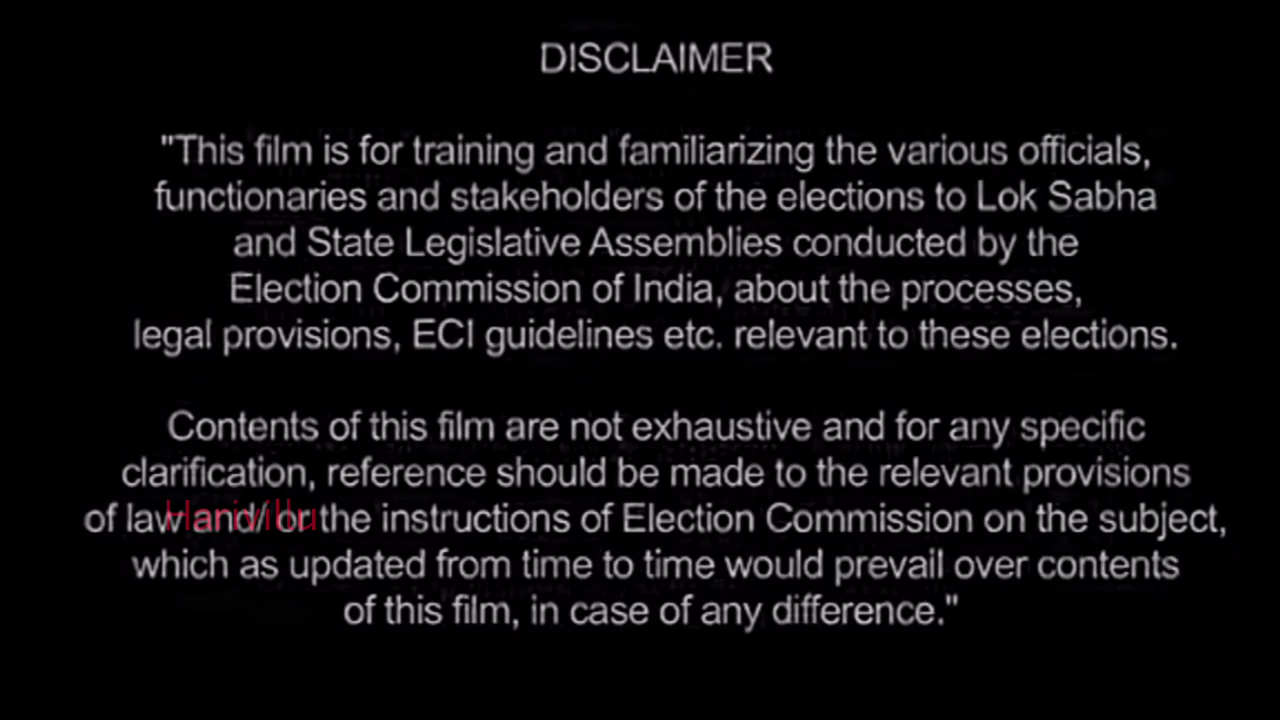 DISCLAIMER
"This film is for training and familiarizing the various officials,
functionaries and stakeholders of the elections to Lok Sabha
and State Legislative Assemblies conducted by the
Election Commission of India, about the processes,
legal provisions, ECI guidelines etc. relevant to these elections.
Contents of this film are not exhaustive and for any specific
clarification, reference should be made to the relevant provisions
of law and/or the instructions of Election Commission on the subject,
Harivillu
which as updated from time to time would prevail over contents
of this film, in case of any difference."